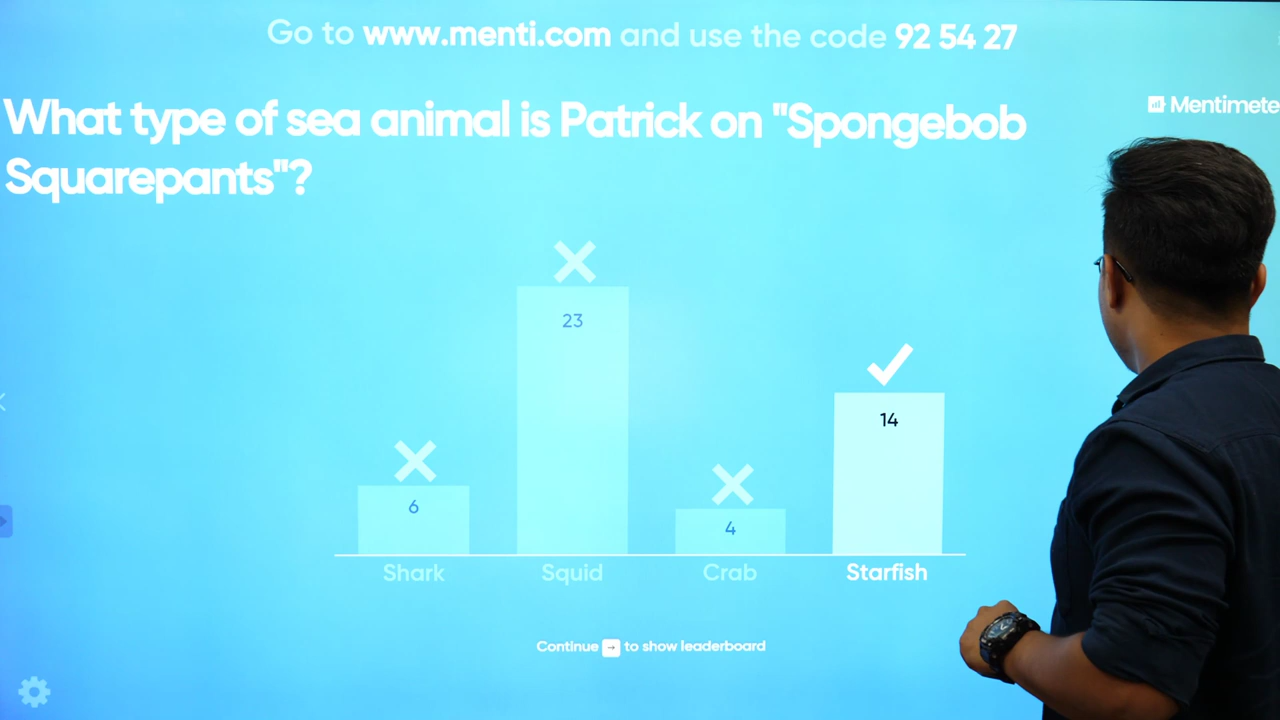 Go to www.menti.com and use the code 92 54 27
Mentimete
What type of sea animal is Patrick on "Spongebob
Squarepants"?
23
14
6
4
Shark Squid Crab Starfish
Continue → to show leaderboard